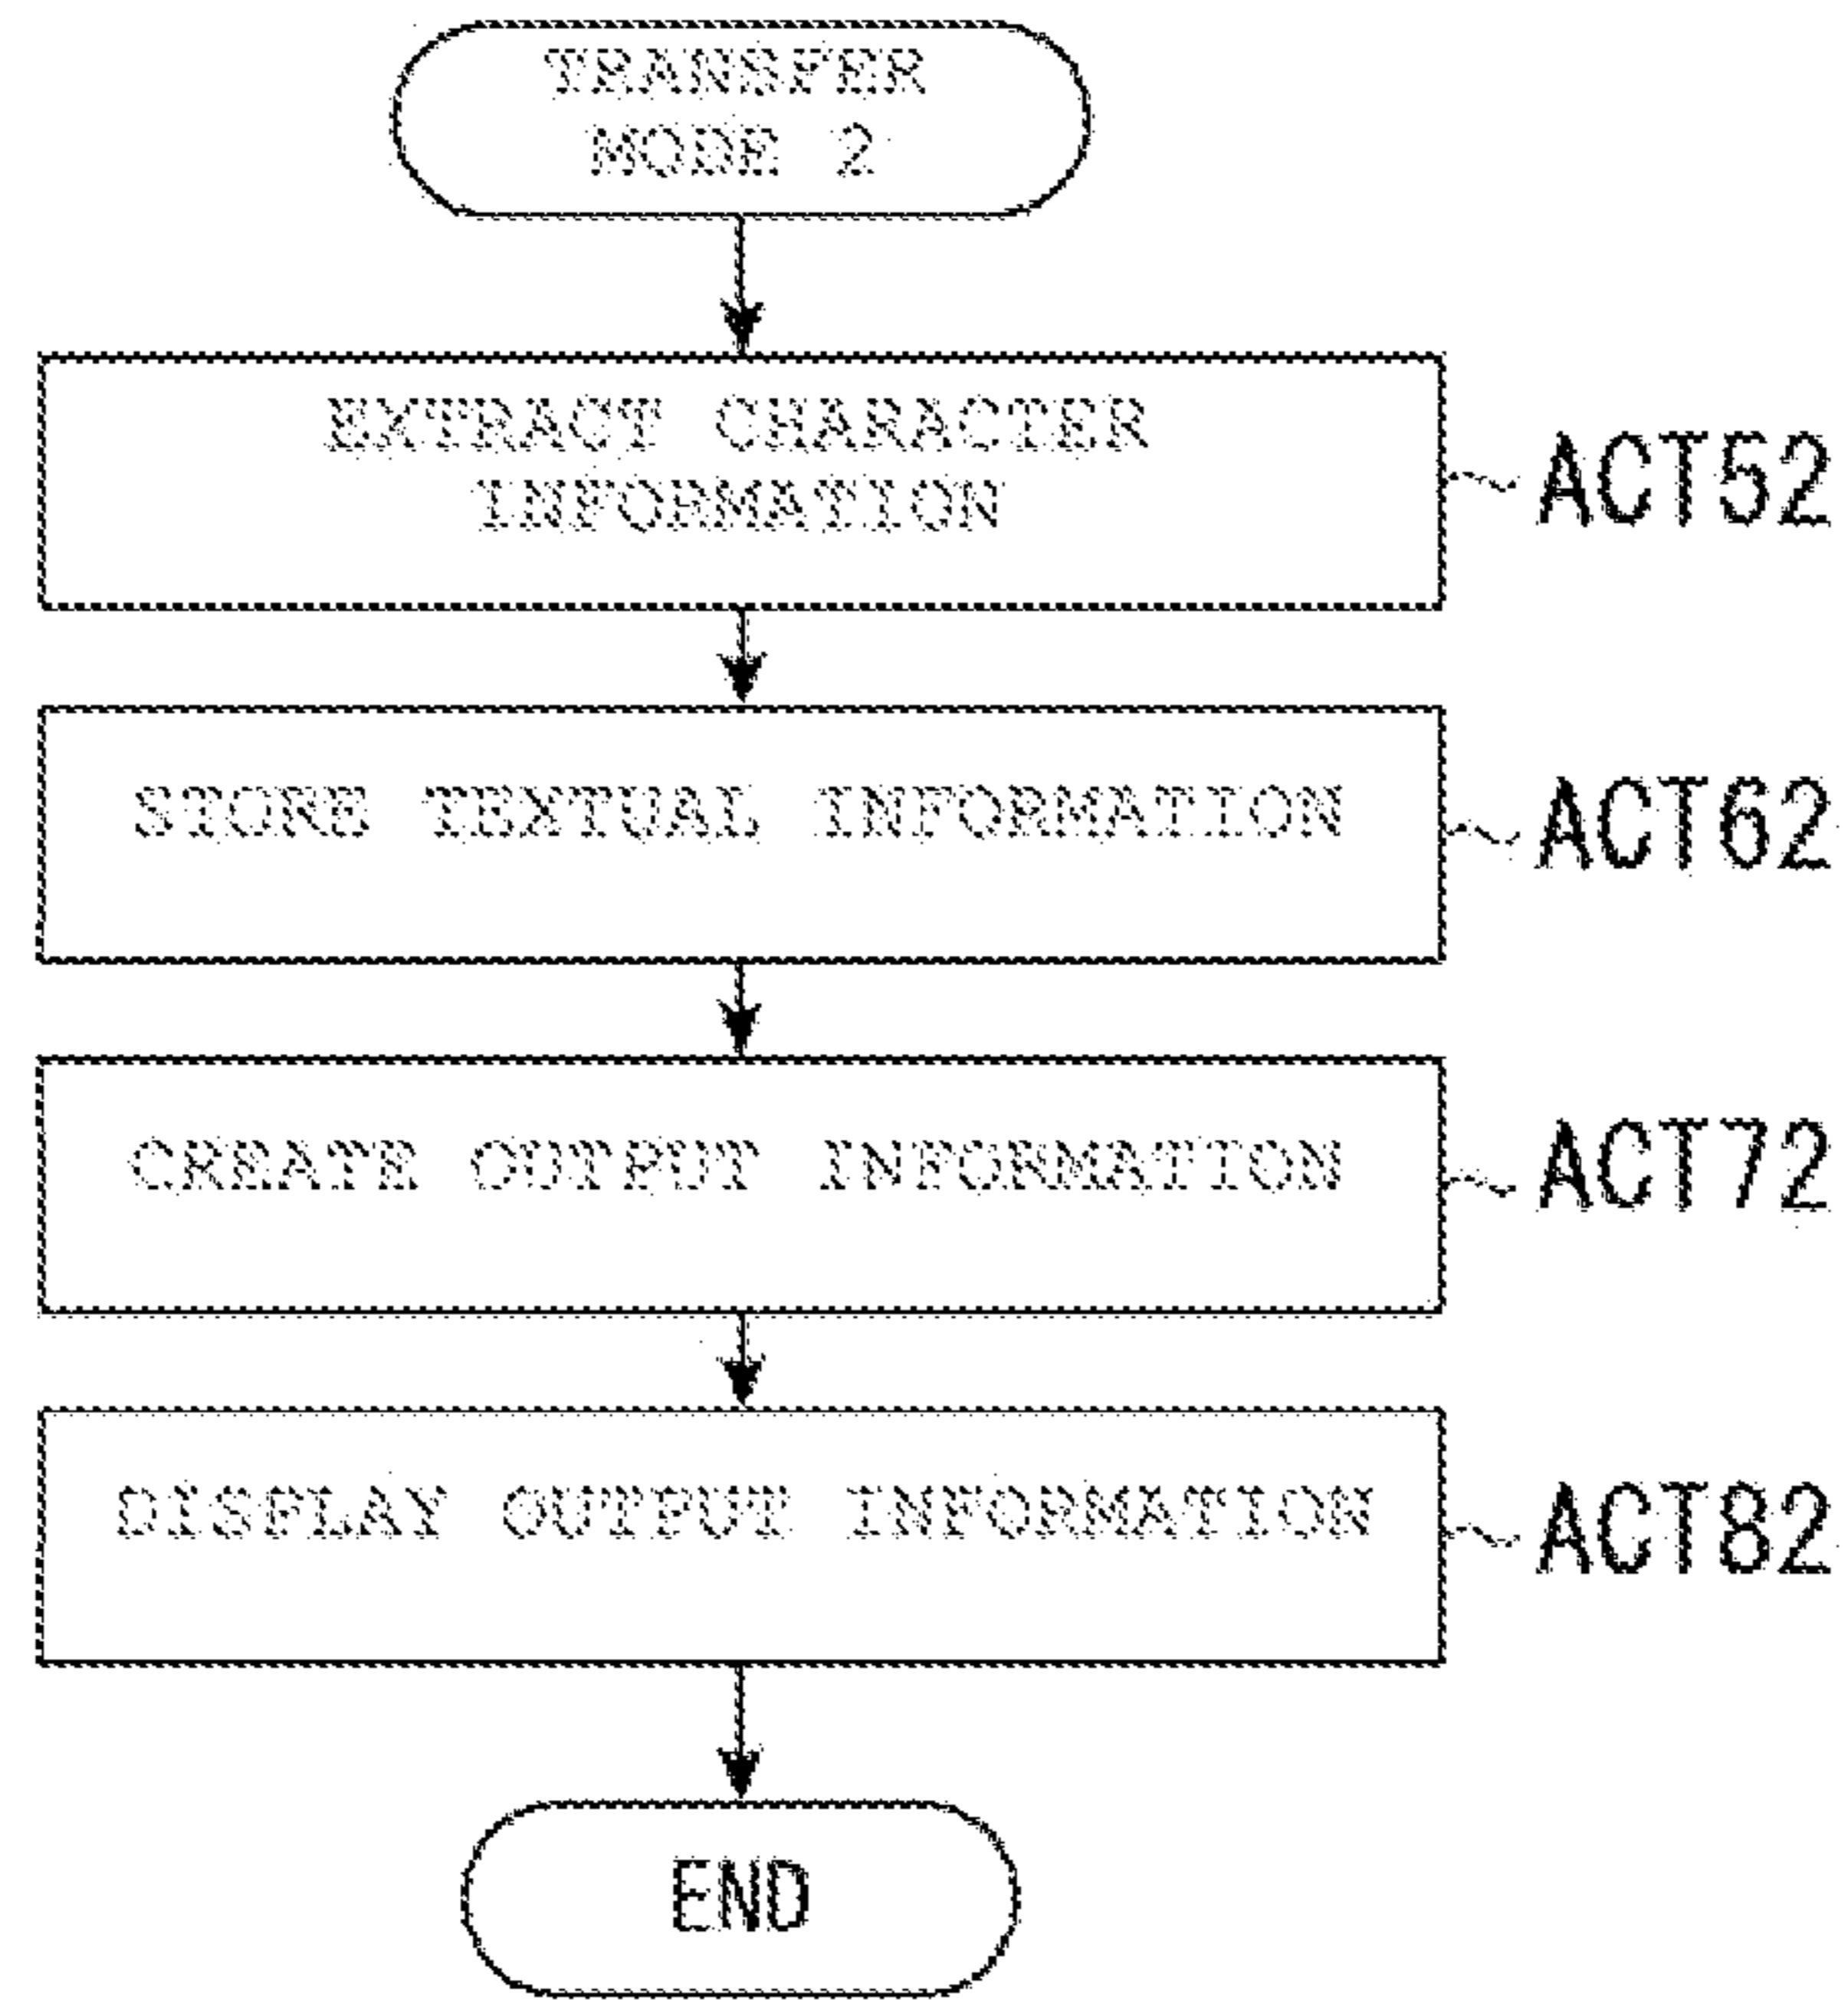 TRANSFER
MODE 2
EXTRACT CHARACTER
INFORMATION
ACT52
STORE TEXTUAL INFORMATION
ACT62
CREATE OUTPUT INFORMATION
ACT72
DISPLAY OUTPUT INFORMATION
ACT82
END